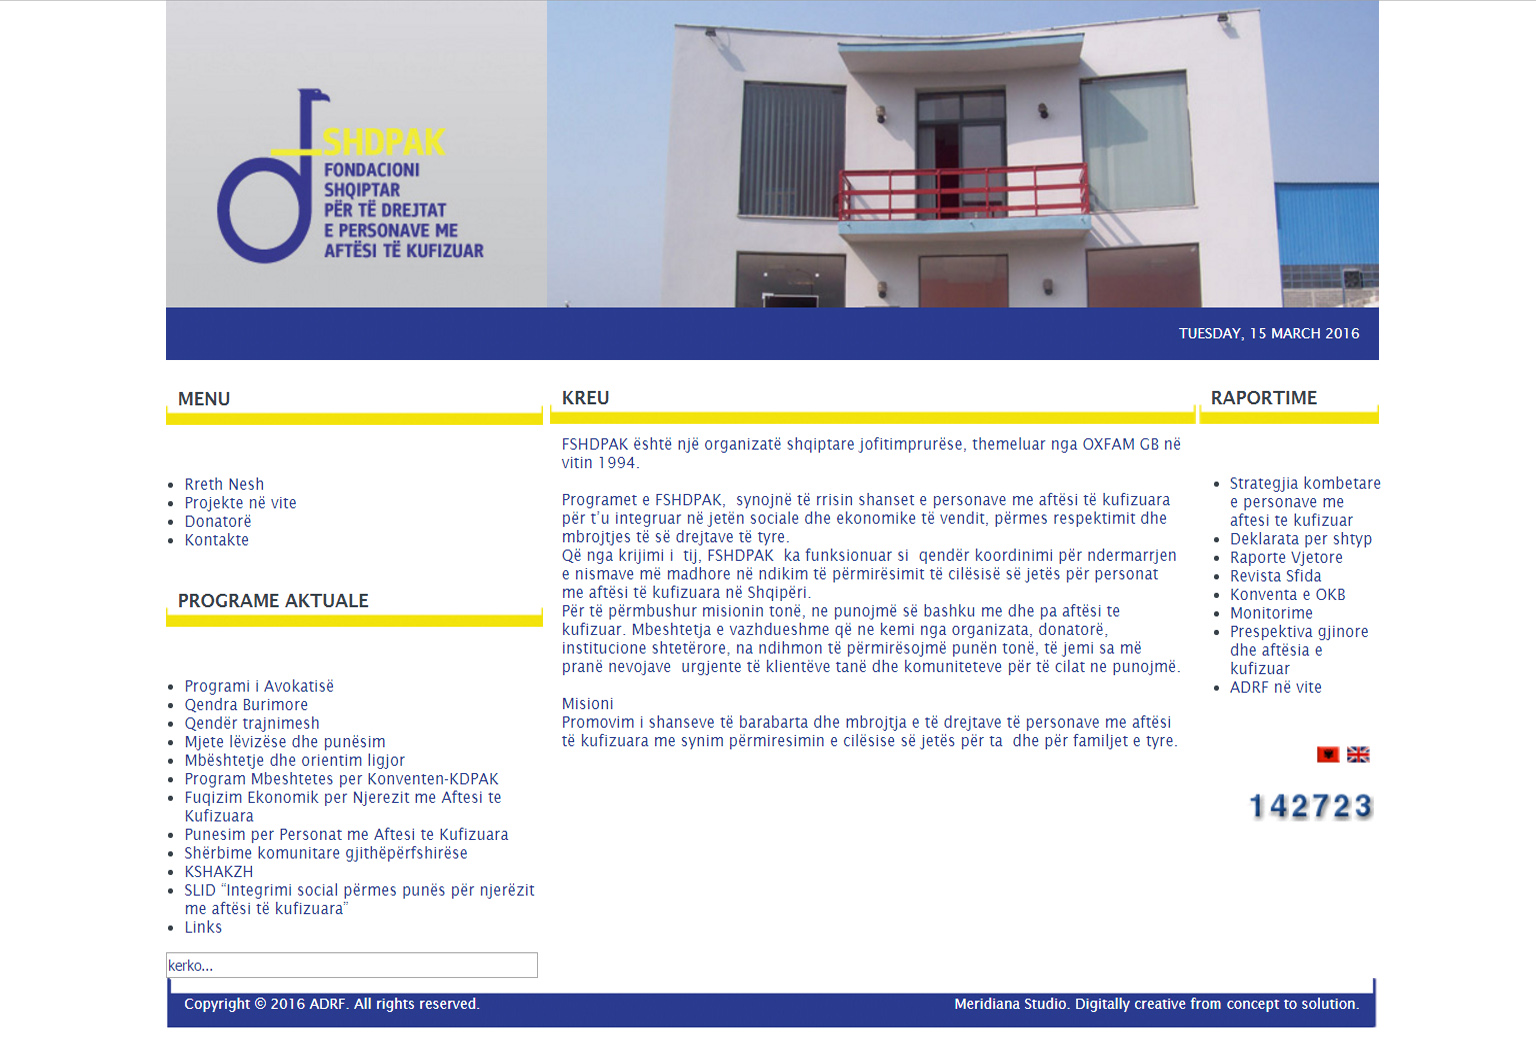 SHDPAK
FONDACIONI
SHQIPTAR
PËR TË DREJTAT
E PERSONAVE ME
AFTËSI TË KUFIZUAR
TUESDAY, 15 MARCH 2016
MENU
Rreth Nesh
Projekte në vite
Donatorë
Kontakte
PROGRAME AKTUALE
Programi i Avokatisë
Qendra Burimore
Qendër trajnimesh
Mjete lëvizëse dhe punësim
Mbështetje dhe orientim ligjor
Program Mbeshtetes per Konventen-KDPAK
Fuqizim Ekonomik per Njerezit me Aftesi te
Kufizuara
Punesim per Personat me Aftesi te Kufizuara
Shërbime komunitare gjithëpërfshirëse
KSHAKZH
SLID “Integrimi social përmes punës për njerëzit
me aftësi të kufizuara”
Links
kerko...
KREU
FSHDPAK është një organizatë shqiptare jofitimprurëse, themeluar nga OXFAM GB në
vitin 1994.
Programet e FSHDPAK,  synojnë të rrisin shanset e personave me aftësi të kufizuara
për t’u integruar në jetën sociale dhe ekonomike të vendit, përmes respektimit dhe
mbrojtjes të së drejtave të tyre.
Që nga krijimi i  tij, FSHDPAK  ka funksionuar si  qendër koordinimi për ndermarrjen
e nismave më madhore në ndikim të përmirësimit të cilësisë së jetës për personat
me aftësi të kufizuara në Shqipëri.
Për të përmbushur misionin tonë, ne punojmë së bashku me dhe pa aftësi te
kufizuar. Mbeshtetja e vazhdueshme që ne kemi nga organizata, donatorë,
institucione shtetërore, na ndihmon të përmirësojmë punën tonë, të jemi sa më
pranë nevojave  urgjente të klientëve tanë dhe komuniteteve për të cilat ne punojmë.
Misioni
Promovim i shanseve të barabarta dhe mbrojtja e të drejtave të personave me aftësi
të kufizuara me synim përmiresimin e cilësise së jetës për ta  dhe për familjet e tyre.
RAPORTIME
Strategjia kombetare
e personave me
aftesi te kufizuar
Deklarata per shtyp
Raporte Vjetore
Revista Sfida
Konventa e OKB
Monitorime
Prespektiva gjinore
dhe aftësia e
kufizuar
ADRF në vite
142723
Copyright © 2016 ADRF. All rights reserved.
Meridiana Studio. Digitally creative from concept to solution.